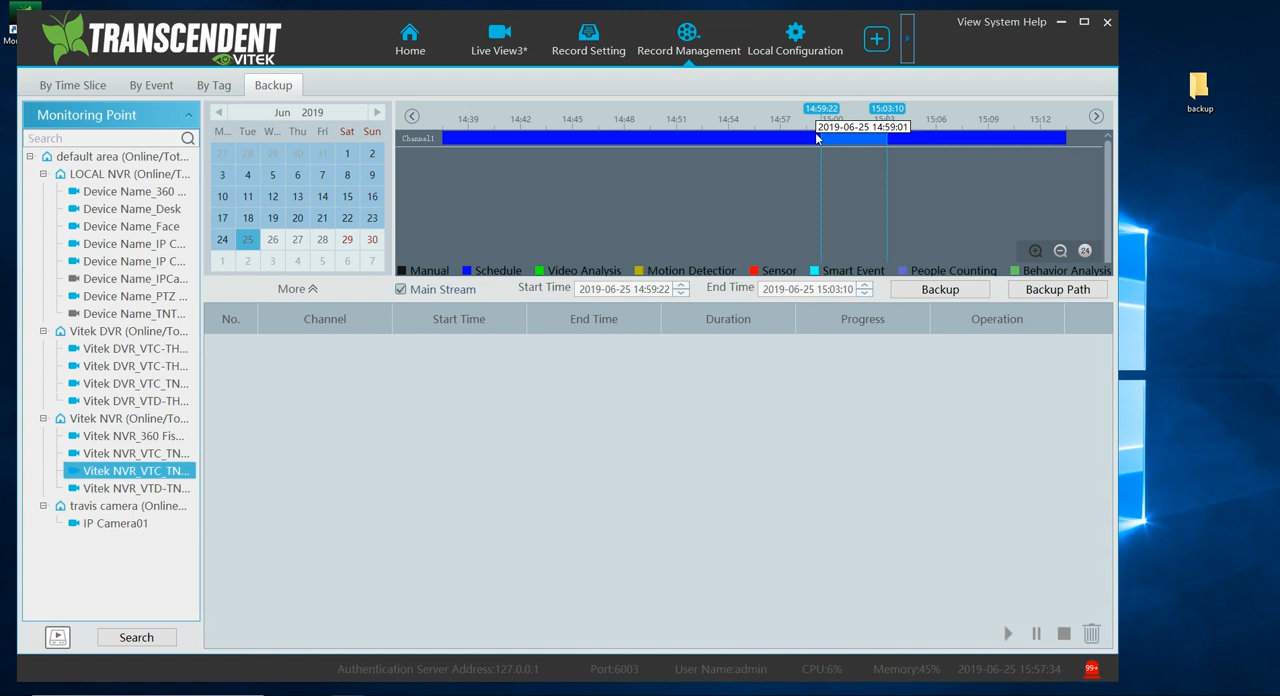 TRANSCENDENT
VITEK
Home
Live View3*
Record Setting
Record Management
Local Configuration
View System Help
By Time Slice
By Event
By Tag
Backup
Monitoring Point
Search
default area (Online/Tot...
LOCAL NVR (Online/T...
Device Name_360 ...
Device Name_Desk
Device Name_Face
Device Name_IP C...
Device Name_IP C...
Device Name_IPCa...
Device Name_PTZ ...
Device Name_TNT...
Vitek DVR (Online/To...
Vitek DVR_VTC-TH...
Vitek DVR_VTC-TH...
Vitek DVR_VTC_TN...
Vitek DVR_VTD-TH...
Vitek NVR (Online/To...
Vitek NVR_360 Fis...
Vitek NVR_VTC_TN...
Vitek NVR_VTC_TN...
Vitek NVR_VTD-TN...
travis camera (Online...
IP Camera01
Search
Jun 2019
M... Tue W... Thu Fri Sat Sun
27 28 29 30 31 1 2
3 4 5 6 7 8 9
10 11 12 13 14 15 16
17 18 19 20 21 22 23
24 25 26 27 28 29 30
1 2 3 4 5 6 7
More
14:59:22 15:03:10
14:39 14:42 14:45 14:48 14:51 14:54 14:57 15:00 15:03 15:06 15:09 15:12
2019-06-25 14:59:01
Channel1
24
Manual Schedule Video Analysis Motion Detection Sensor Smart Event People Counting Behavior Analysis
Main Stream
Start Time 2019-06-25 14:59:22
End Time 2019-06-25 15:03:10
Backup
Backup Path
No. Channel Start Time End Time Duration Progress Operation
Authentication Server Address:127.0.0.1 Port:6003 User Name:admin CPU:6% Memory:45% 2019-06-25 15:57:34
99+
backup